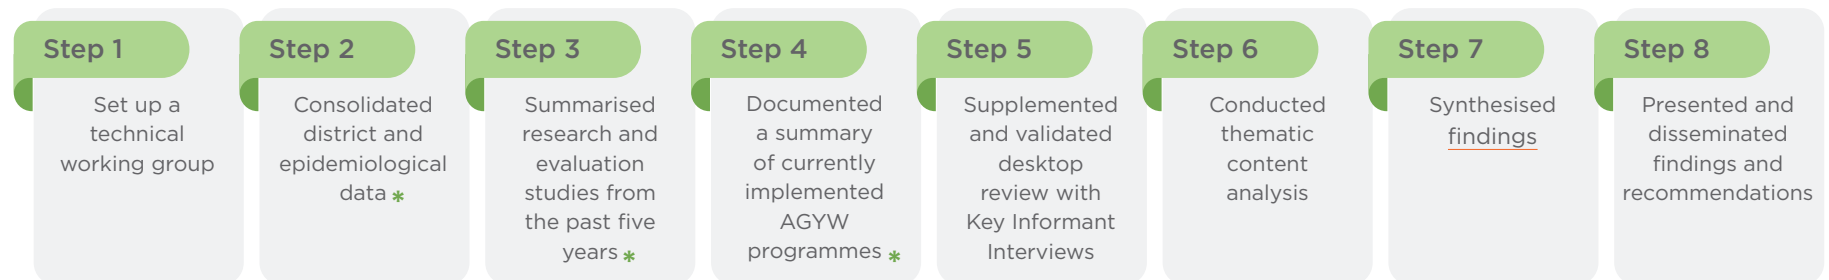 Step 1
Set up a
technical
working group
Step 2
Consolidated
district and
epidemiological
data *
Step 3
Summarised
research and
evaluation
studies from
the past five
years *
Step 4
Documented
a summary
of currently
implemented
AGYW
programmes *
Step 5
Supplemented
and validated
desktop
review with
Key Informant
Interviews
Step 6
Conducted
thematic
content
analysis
Step 7
Synthesised
findings
Step 8
Presented and
disseminated
findings and
recommendations